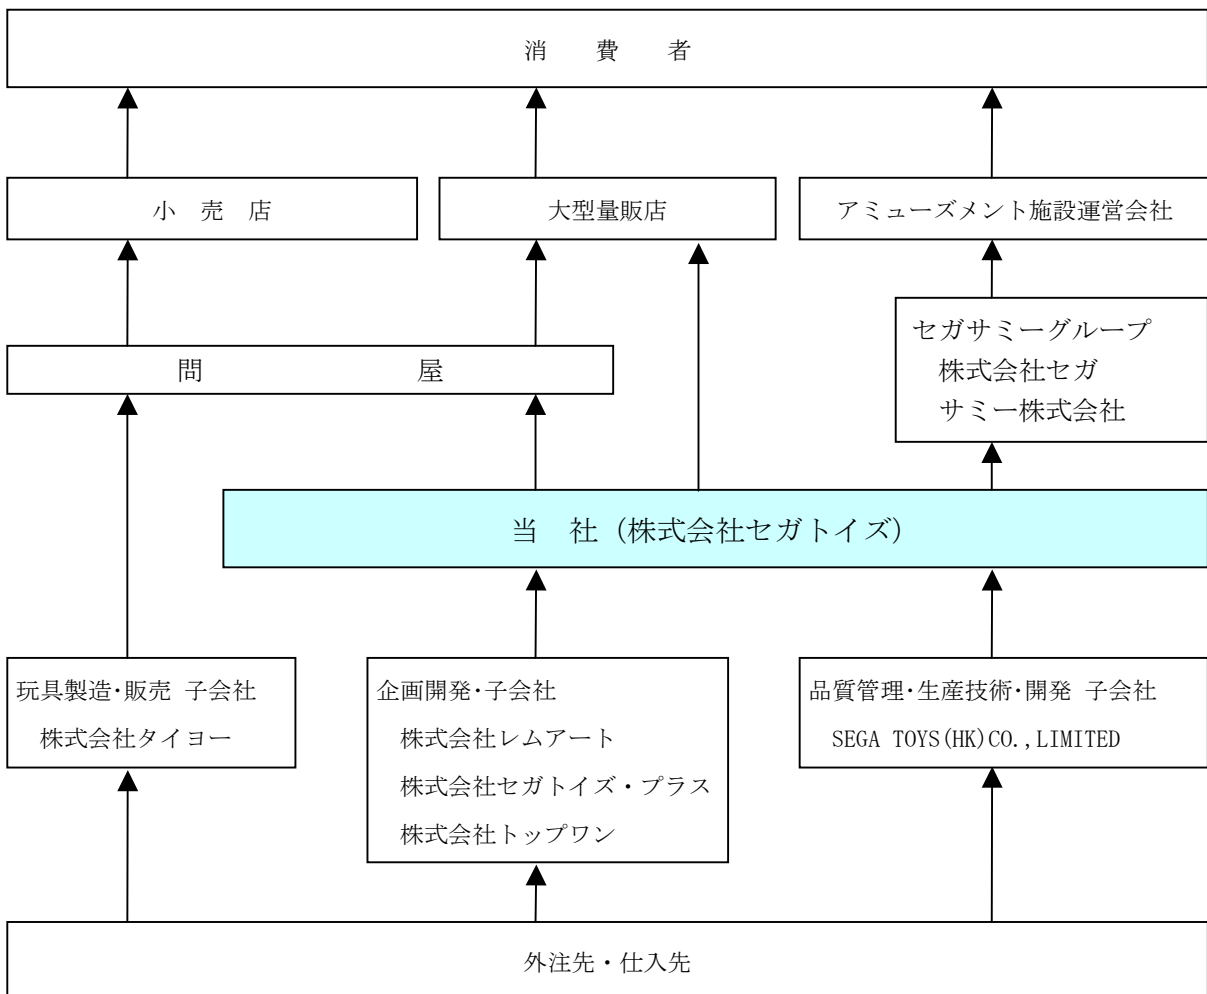 消　費　者
小　売　店
大型量販店
アミューズメント施設運営会社
セガサミーグループ
株式会社セガ
サミー株式会社
問　屋
当　社（株式会社セガトイズ）
玩具製造・販売 子会社
株式会社タイヨー
企画開発・子会社
株式会社レムアート
株式会社セガトイズ・プラス
株式会社トップワン
品質管理・生産技術・開発 子会社
SEGA TOYS(HK)CO.,LIMITED
外注先・仕入先